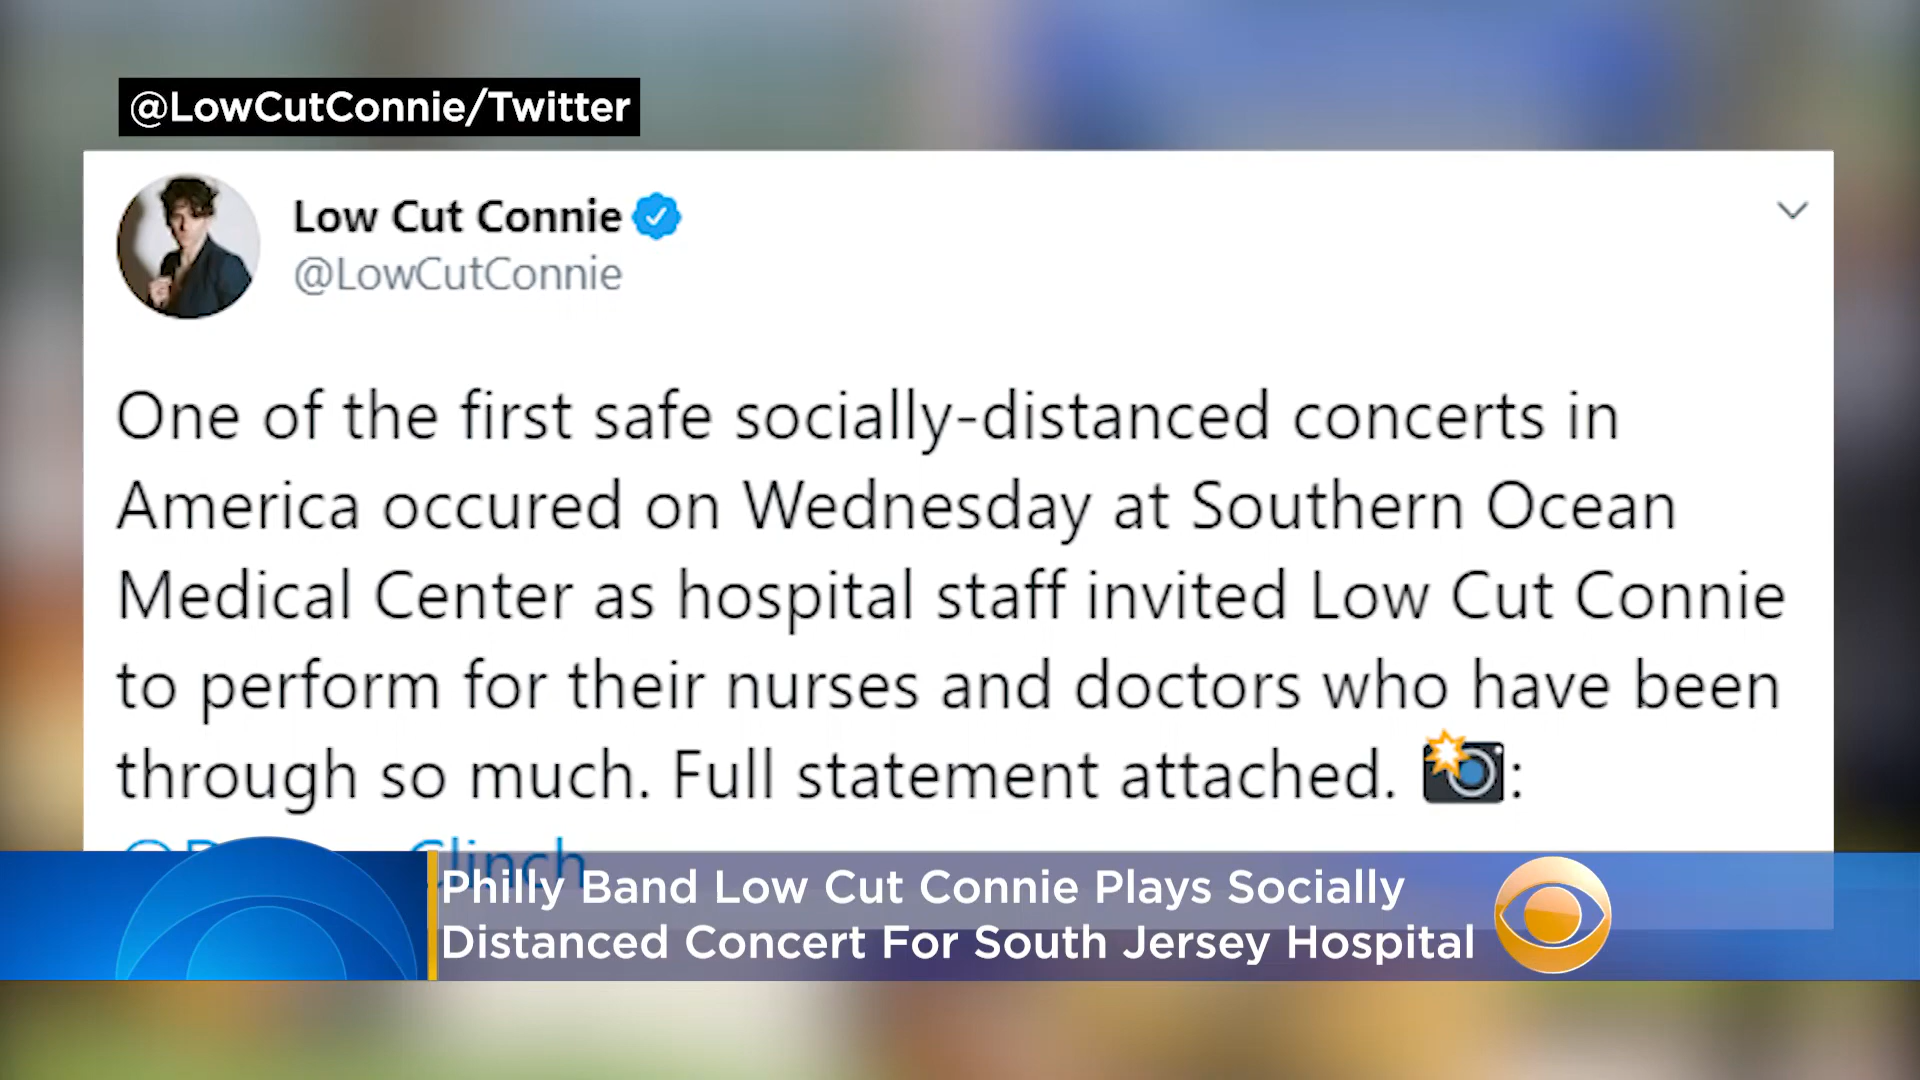 @LowCutConnie/Twitter
Low Cut Connie
@LowCutConnie
One of the first safe socially-distanced concerts in
America occured on Wednesday at Southern Ocean
Medical Center as hospital staff invited Low Cut Connie
to perform for their nurses and doctors who have been
through so much. Full statement attached. 📸:
Clinch
Philly Band Low Cut Connie Plays Socially
Distanced Concert For South Jersey Hospital